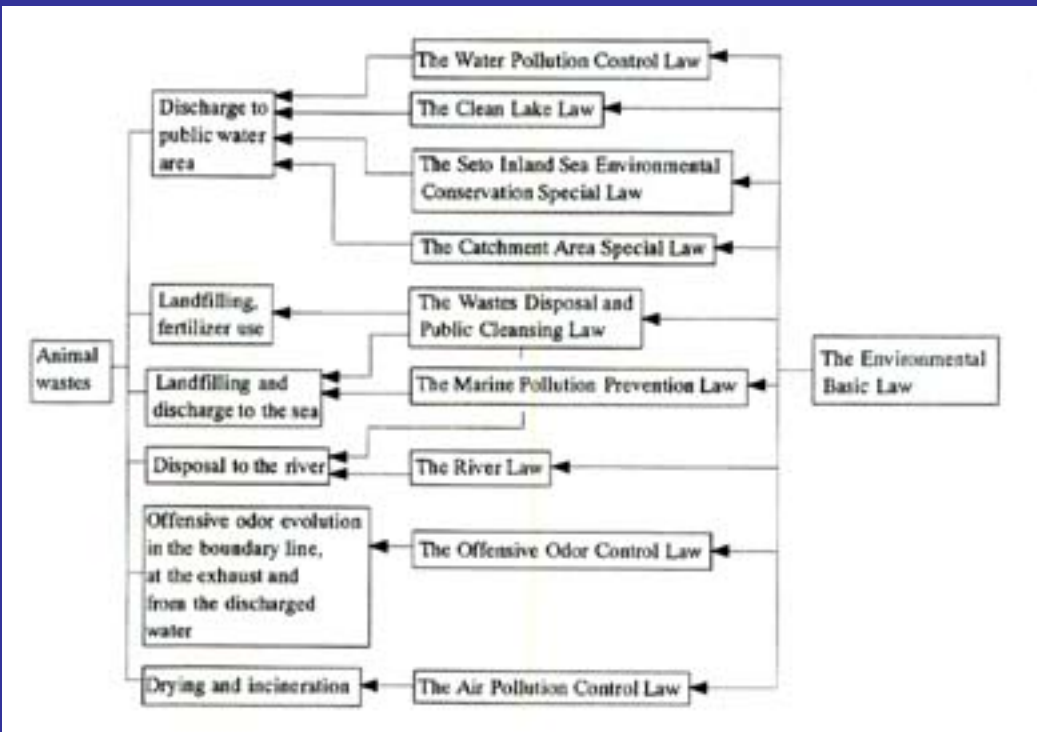 The Water Pollution Control Law
Discharge to
public water
area
The Clean Lake Law
The Seto Inland Sea Environmental
Conservation Special Law
The Catchment Area Special Law
Landfilling,
fertilizer use
The Wastes Disposal and
Public Cleansing Law
Animal
wastes
The Environmental
Basic Law
Landfilling and
discharge to the sea
The Marine Pollution Prevention Law
Disposal to the river
The River Law
Offensive odor evolution
in the boundary line,
at the exhaust and
from the discharged
water
The Offensive Odor Control Law
Drying and incineration
The Air Pollution Control Law